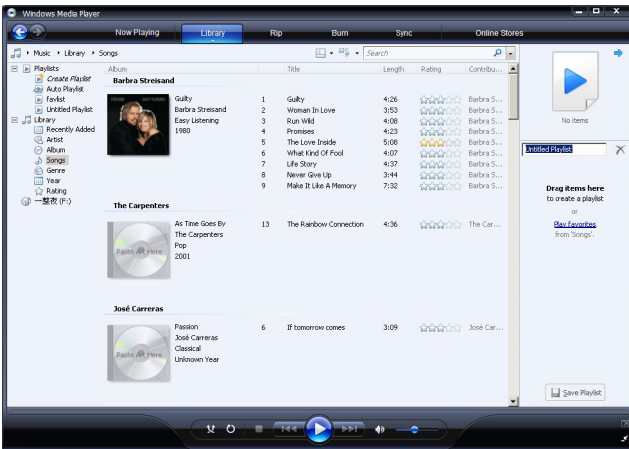 Windows Media Player
Now Playing Library Rip Burn Sync Online Stores
Music Library Songs Search
Playlists
Create Playlist
Auto Playlist
favlist
Untitled Playlist
Library
Recently Added
Artist
Album
Songs
Genre
Year
Rating
一整夜 (F:)
Album Title Length Rating Contribu...
Barbra Streisand
Guilty
Barbra Streisand
Easy Listening
1980
1 Guilty 4:26 Barbra S...
2 Woman In Love 3:53 Barbra S...
3 Run Wild 4:08 Barbra S...
4 Promises 4:23 Barbra S...
5 The Love Inside 5:08 Barbra S...
6 What Kind Of Fool 4:07 Barbra S...
7 Life Story 4:37 Barbra S...
8 Never Give Up 3:44 Barbra S...
9 Make It Like A Memory 7:32 Barbra S...
The Carpenters
Paste Art Here
As Time Goes By
The Carpenters
Pop
2001
13 The Rainbow Connection 4:36 The Car...
José Carreras
Paste Art Here
Passion
José Carreras
Classical
Unknown Year
6 If tomorrow comes 3:09 José Car...
No items
Untitled Playlist
Drag items here
to create a playlist
or
Play favorites
from 'Songs'.
Save Playlist